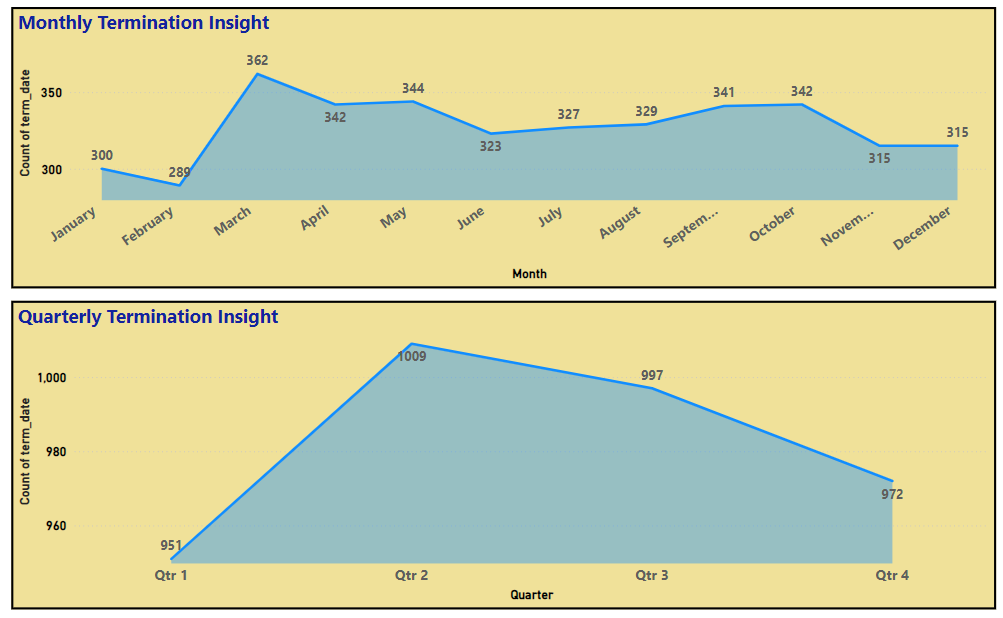 Monthly Termination Insight
362
350
344
342
341
342
327
329
323
315
315
300
300
289
Count of term_date
January
February
March
April
May
June
July
August
Septem...
October
Novem...
December
Month
Quarterly Termination Insight
1009
1,000
997
980
972
960
951
Count of term_date
Qtr 1
Qtr 2
Qtr 3
Qtr 4
Quarter